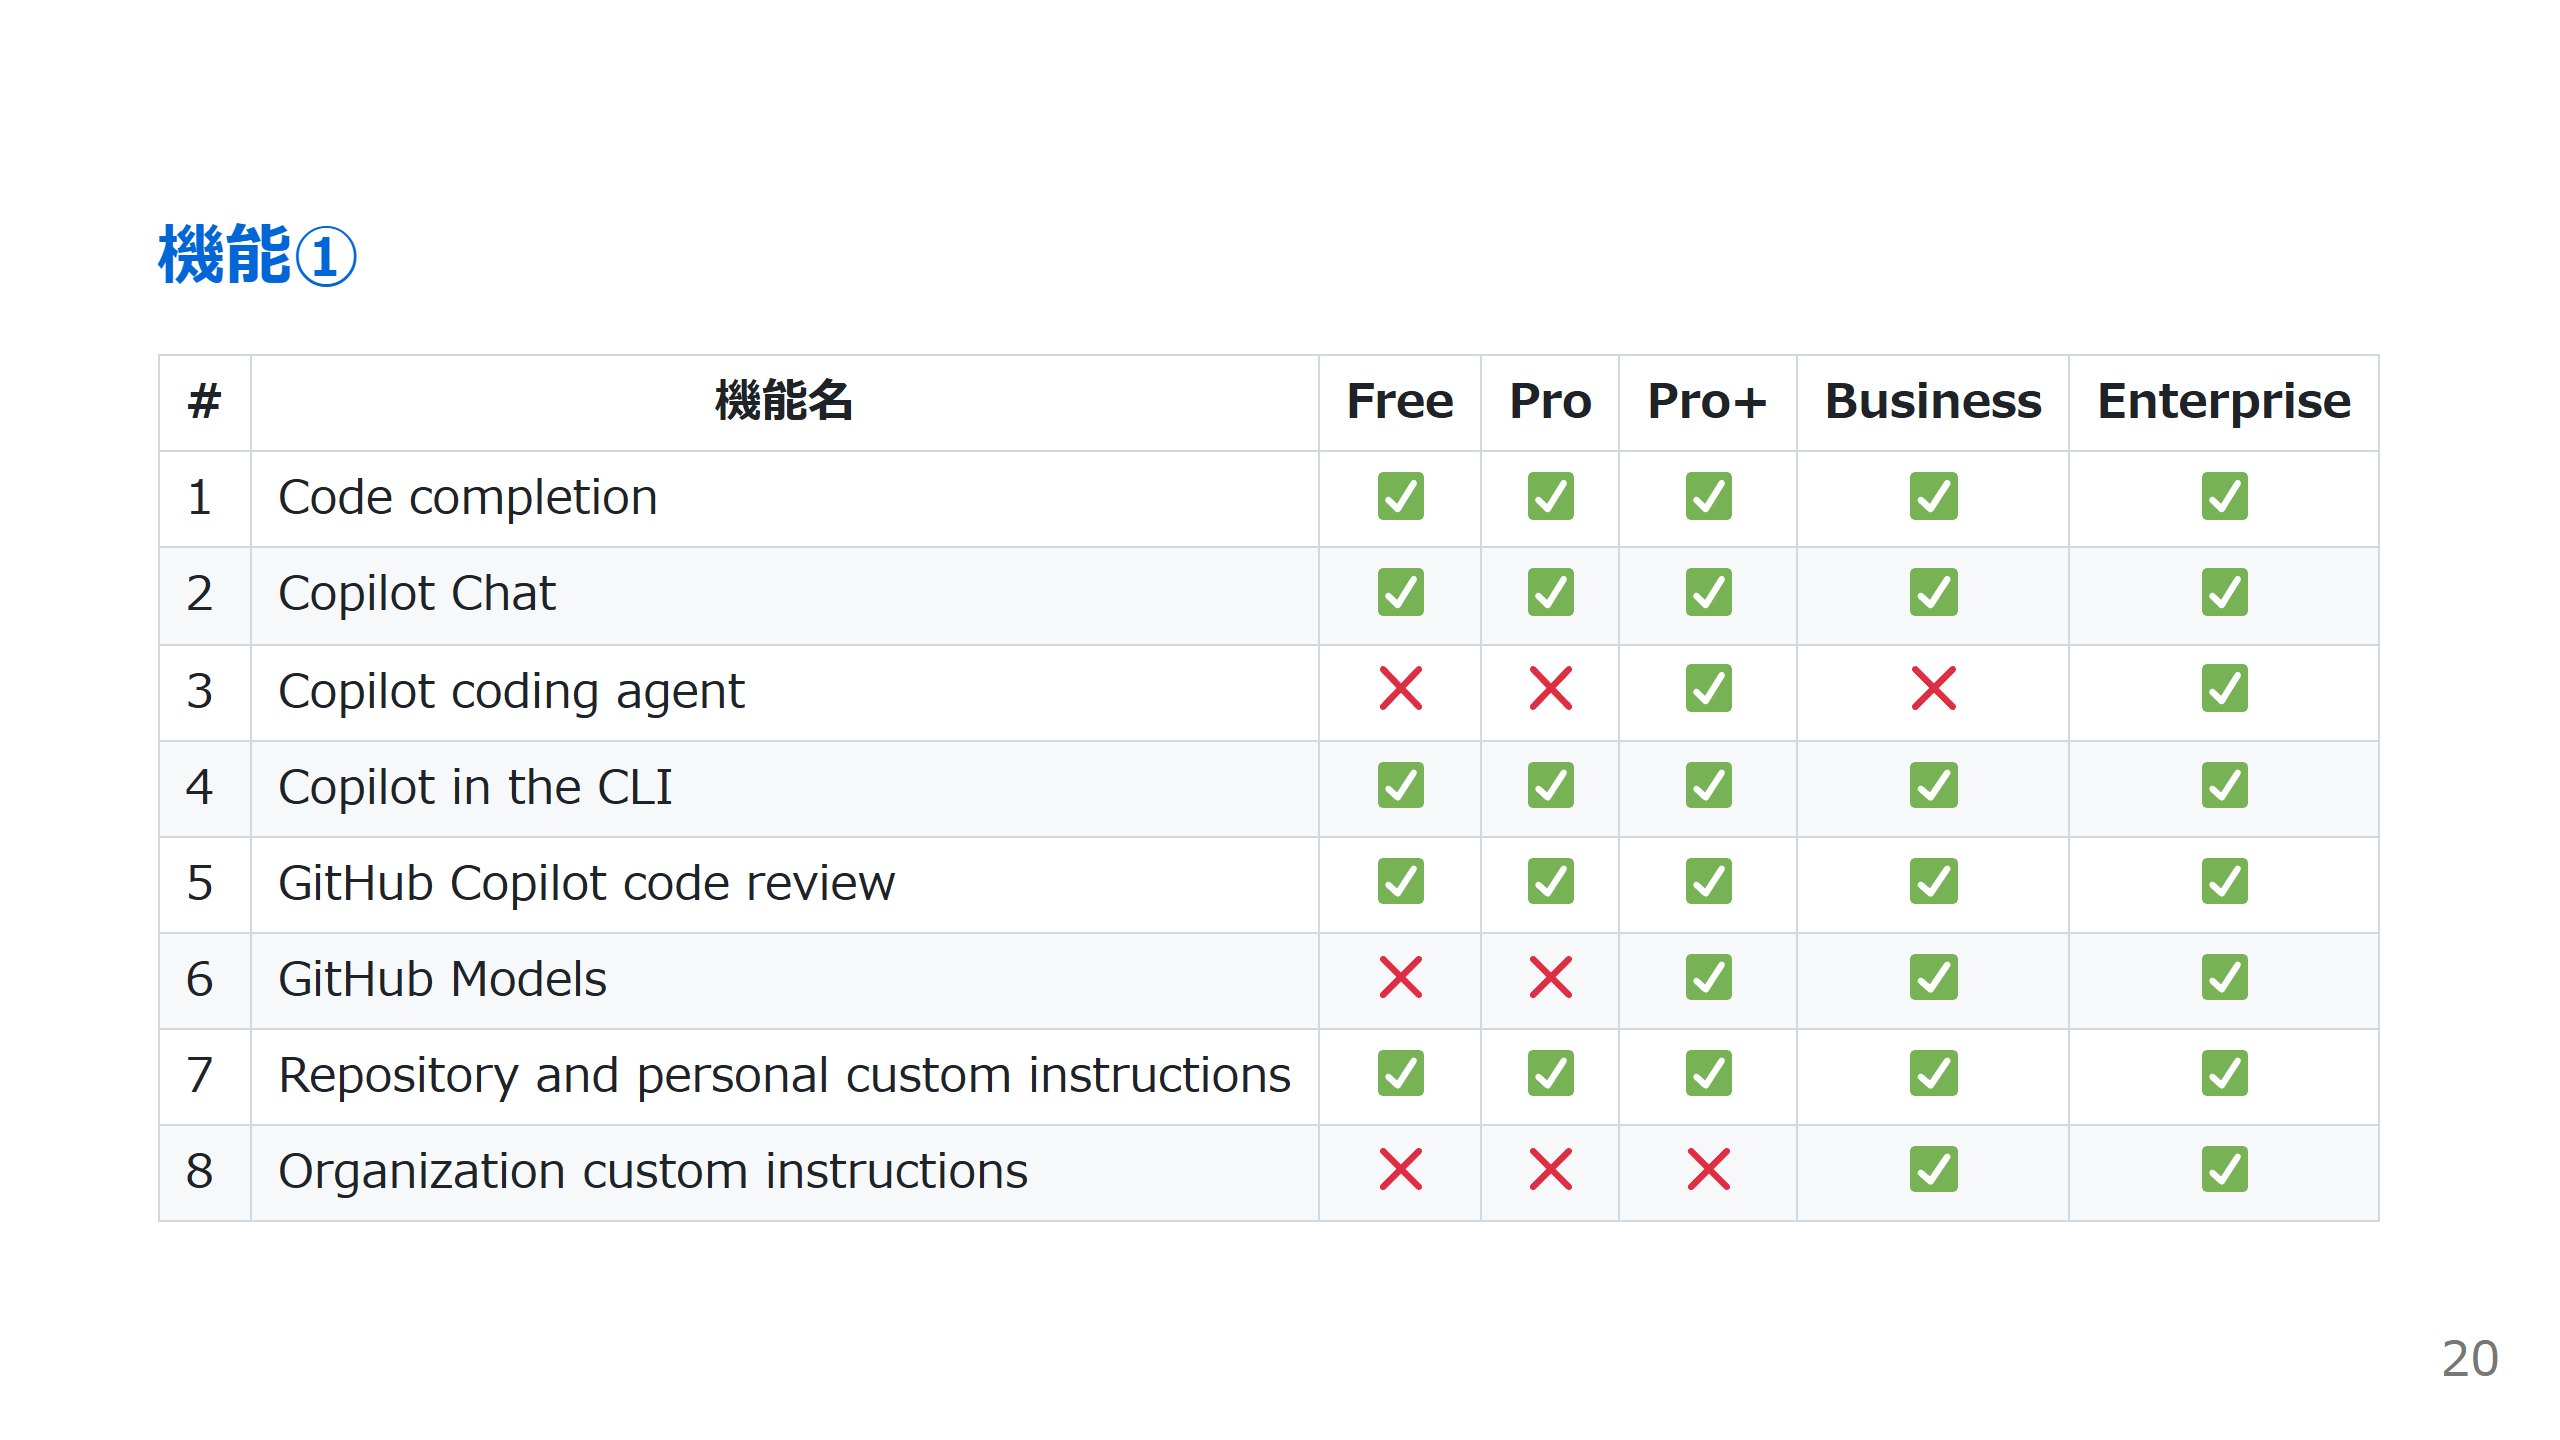 機能①
# 機能名 Free Pro Pro+ Business Enterprise
1 Code completion ✅ ✅ ✅ ✅ ✅
2 Copilot Chat ✅ ✅ ✅ ✅ ✅
3 Copilot coding agent ❌ ❌ ✅ ❌ ✅
4 Copilot in the CLI ✅ ✅ ✅ ✅ ✅
5 GitHub Copilot code review ✅ ✅ ✅ ✅ ✅
6 GitHub Models ❌ ❌ ✅ ✅ ✅
7 Repository and personal custom instructions ✅ ✅ ✅ ✅ ✅
8 Organization custom instructions ❌ ❌ ❌ ✅ ✅
20